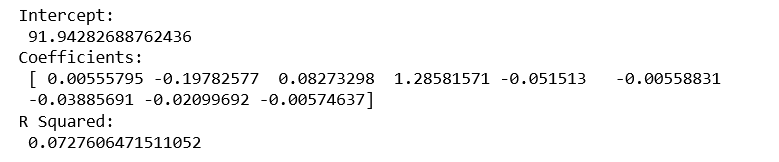 Intercept:
91.94282688762436
Coefficients:
[ 0.00555795 -0.19782577  0.08273298  1.28581571 -0.051513   -0.00558831
-0.03885691 -0.02099692 -0.00574637]
R Squared:
0.0727606471511052